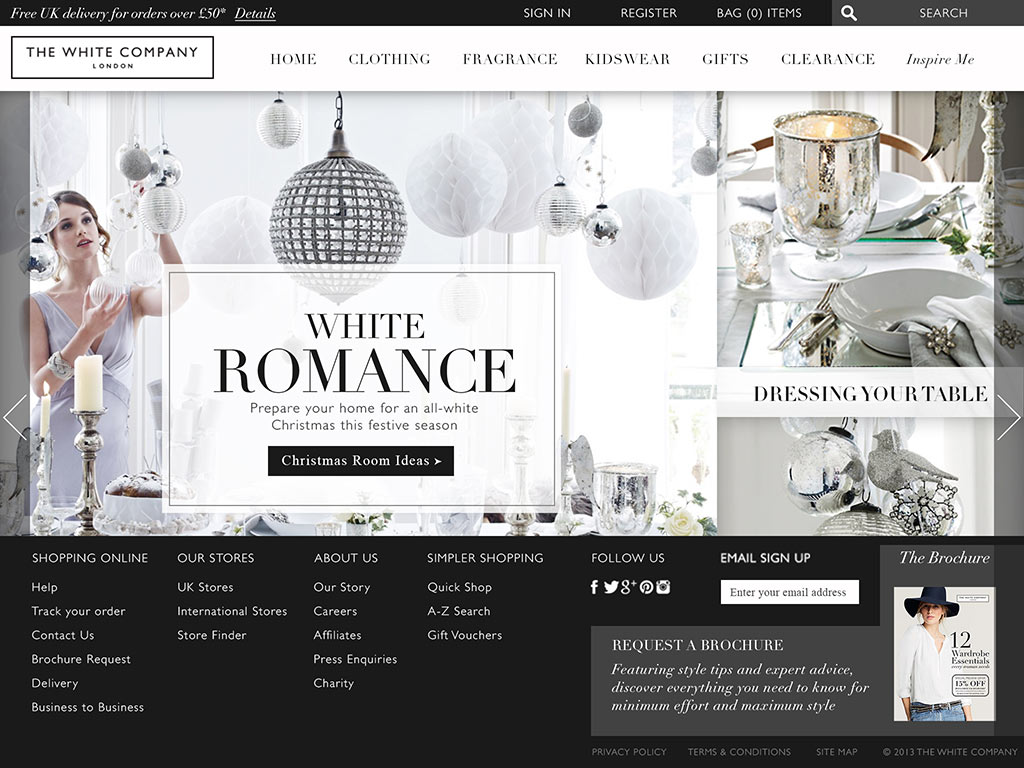 Free UK delivery for orders over £50* Details
SIGN IN
REGISTER
BAG (0) ITEMS
SEARCH
THE WHITE COMPANY
LONDON
HOME
CLOTHING
FRAGRANCE
KIDSWEAR
GIFTS
CLEARANCE
Inspire Me
WHITE
ROMANCE
Prepare your home for an all-white
Christmas this festive season
Christmas Room Ideas ➤
DRESSING YOUR TABLE
SHOPPING ONLINE
Help
Track your order
Contact Us
Brochure Request
Delivery
Business to Business
OUR STORES
UK Stores
International Stores
Store Finder
ABOUT US
Our Story
Careers
Affiliates
Press Enquiries
Charity
SIMPLER SHOPPING
Quick Shop
A-Z Search
Gift Vouchers
FOLLOW US
EMAIL SIGN UP
Enter your email address
REQUEST A BROCHURE
Featuring style tips and expert advice,
discover everything you need to know for
minimum effort and maximum style
The Brochure
12
Wardrobe
Essentials
every woman needs
15% OFF
PRIVACY POLICY
TERMS & CONDITIONS
SITE MAP
© 2013 THE WHITE COMPANY